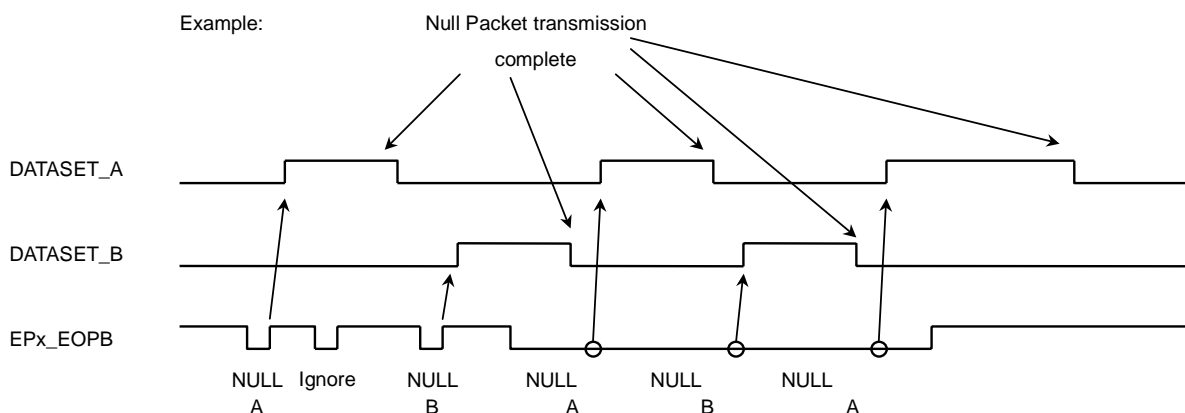 Example:
Null Packet transmission
complete
DATASET_A
DATASET_B
EPx_EOPB
NULL Ignore NULL NULL NULL NULL
A B A B A